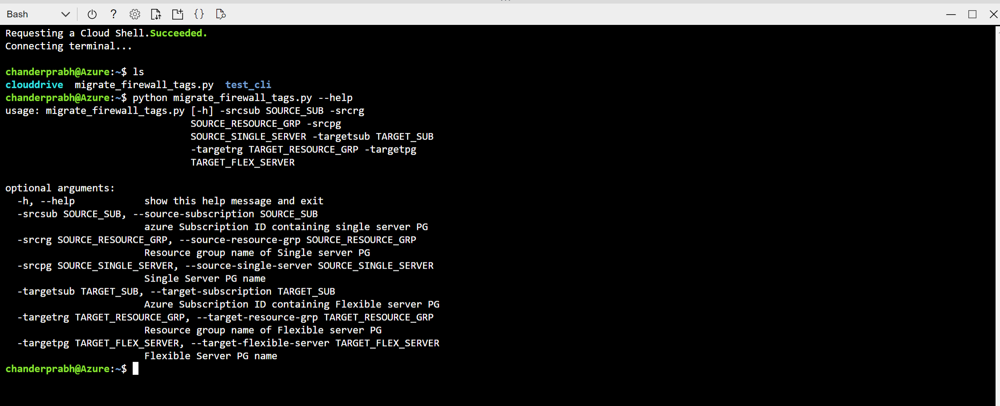 Bash
Requesting a Cloud Shell.Succeeded.
Connecting terminal...
chanderprabh@Azure:~$ ls
clouddrive  migrate_firewall_tags.py  test_cli
chanderprabh@Azure:~$ python migrate_firewall_tags.py --help
usage: migrate_firewall_tags.py [-h] -srcsub SOURCE_SUB -srcrg
                                SOURCE_RESOURCE_GRP -srcpg
                                SOURCE_SINGLE_SERVER -targetsub TARGET_SUB
                                -targetrg TARGET_RESOURCE_GRP -targetpg
                                TARGET_FLEX_SERVER
optional arguments:
  -h, --help            show this help message and exit
  -srcsub SOURCE_SUB, --source-subscription SOURCE_SUB
                        azure Subscription ID containing single server PG
  -srcrg SOURCE_RESOURCE_GRP, --source-resource-grp SOURCE_RESOURCE_GRP
                        Resource group name of Single server PG
  -srcpg SOURCE_SINGLE_SERVER, --source-single-server SOURCE_SINGLE_SERVER
                        Single Server PG name
  -targetsub TARGET_SUB, --target-subscription TARGET_SUB
                        Azure Subscription ID containing Flexible server PG
  -targetrg TARGET_RESOURCE_GRP, --target-resource-grp TARGET_RESOURCE_GRP
                        Resource group name of Flexible server PG
  -targetpg TARGET_FLEX_SERVER, --target-flexible-server TARGET_FLEX_SERVER
                        Flexible Server PG name
chanderprabh@Azure:~$